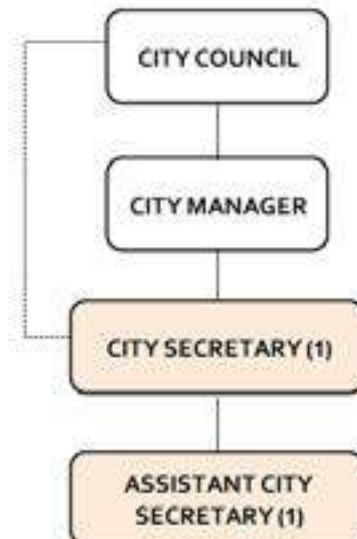 CITY COUNCIL
CITY MANAGER
CITY SECRETARY (1)
ASSISTANT CITY
SECRETARY (1)